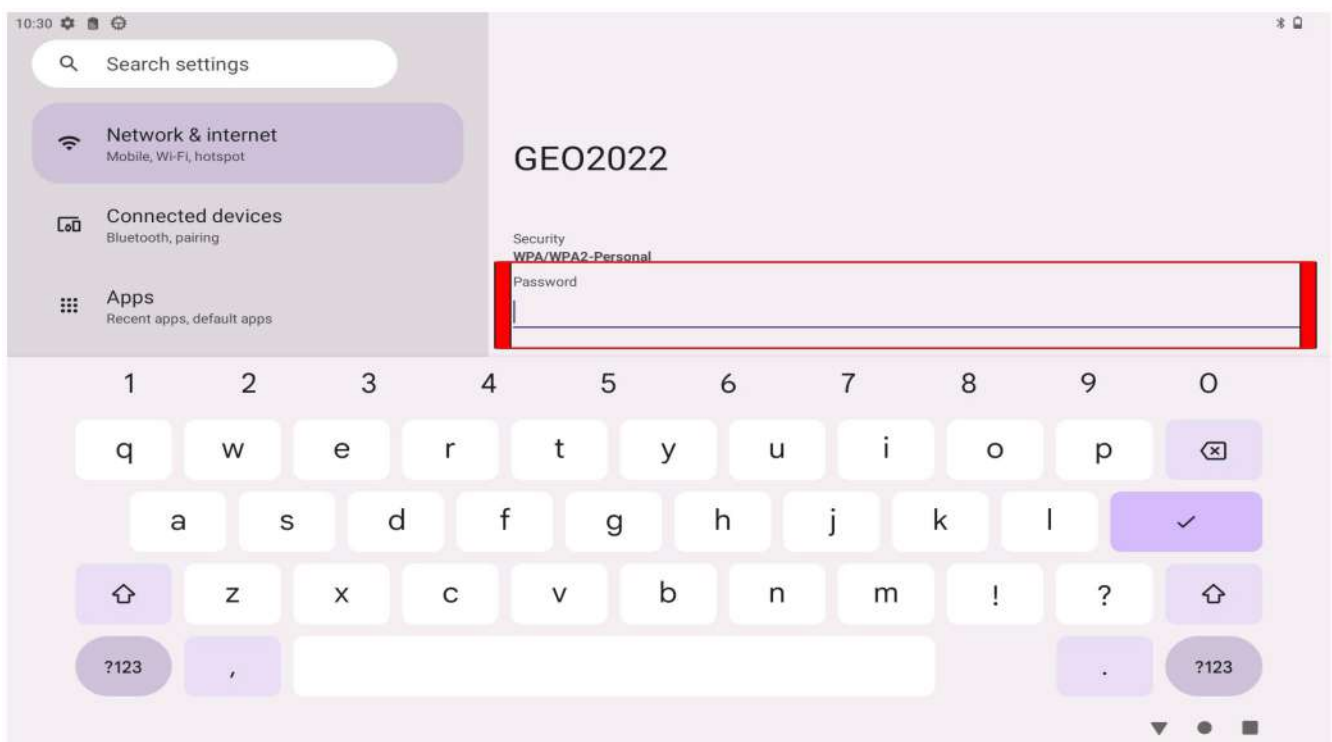 10:30
Search settings
Network & internet
Mobile, Wi-Fi, hotspot
Connected devices
Bluetooth, pairing
Apps
Recent apps, default apps
GEO2022
Security
WPA/WPA2-Personal
Password
1 2 3 4 5 6 7 8 9 0
q w e r t y u i o p
a s d f g h j k l
z x c v b n m ! ?
?123 , . ?123